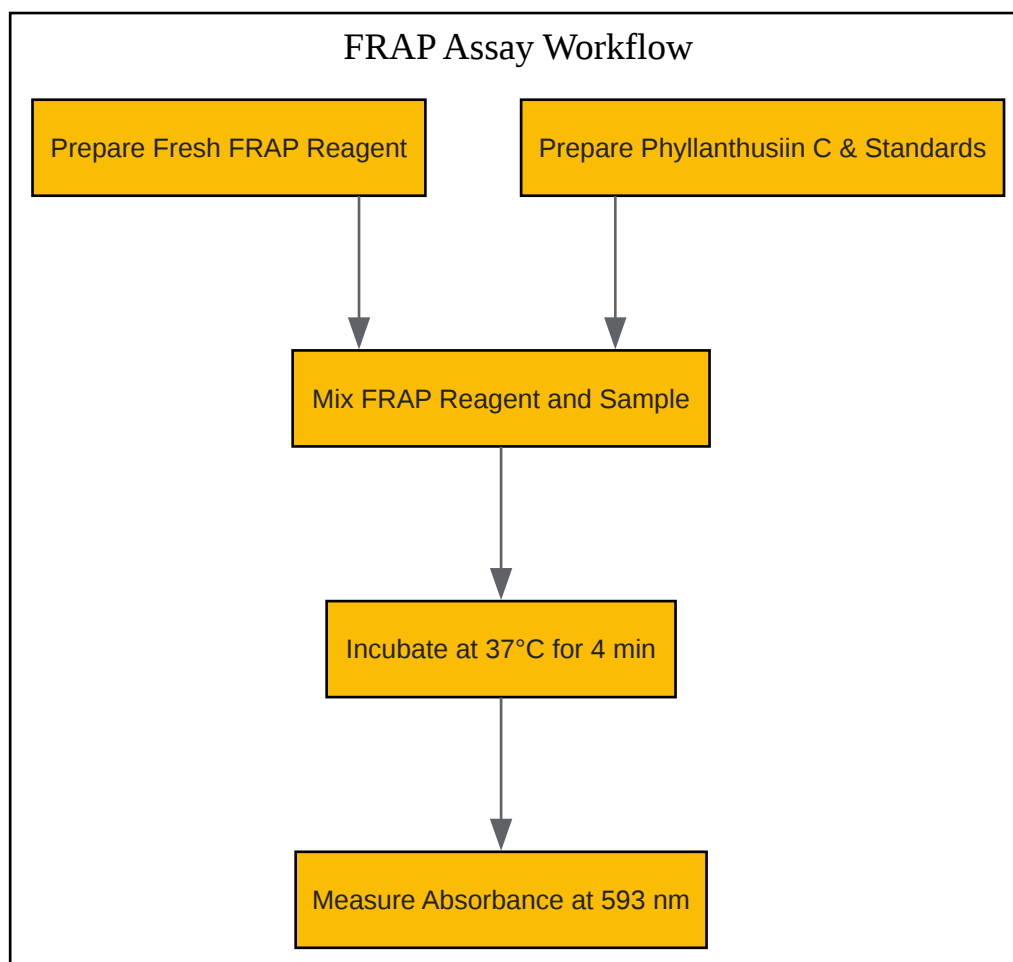 FRAP Assay Workflow
Prepare Fresh FRAP Reagent
Prepare Phyllanthusiin C & Standards
Mix FRAP Reagent and Sample
Incubate at 37°C for 4 min
Measure Absorbance at 593 nm